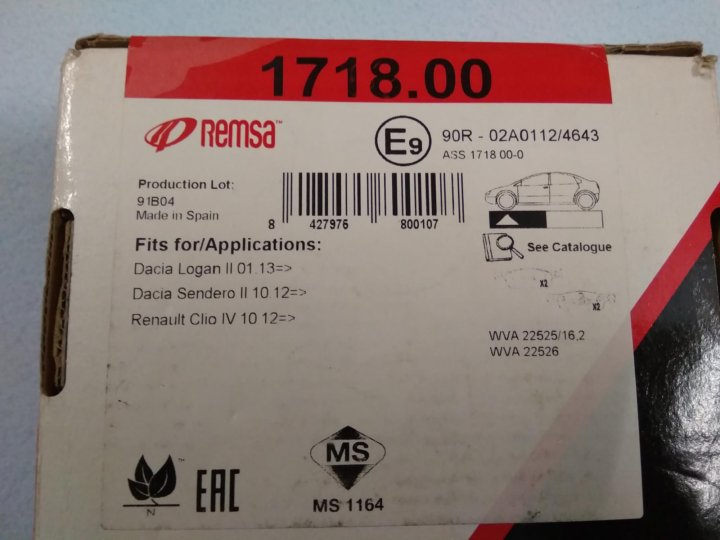 1718.00
REMSA™
E9
90R - 02A0112/4643
ASS 1718 00-0
Production Lot:
91B04
Made in Spain
8 427976 800107
See Catalogue
Fits for/Applications:
Dacia Logan II 01.13=>
Dacia Sendero II 10.12=>
Renault Clio IV 10 12=>
X2
X2
WVA 22525/16,2
WVA 22526
N
EAC
MS
MS 1164